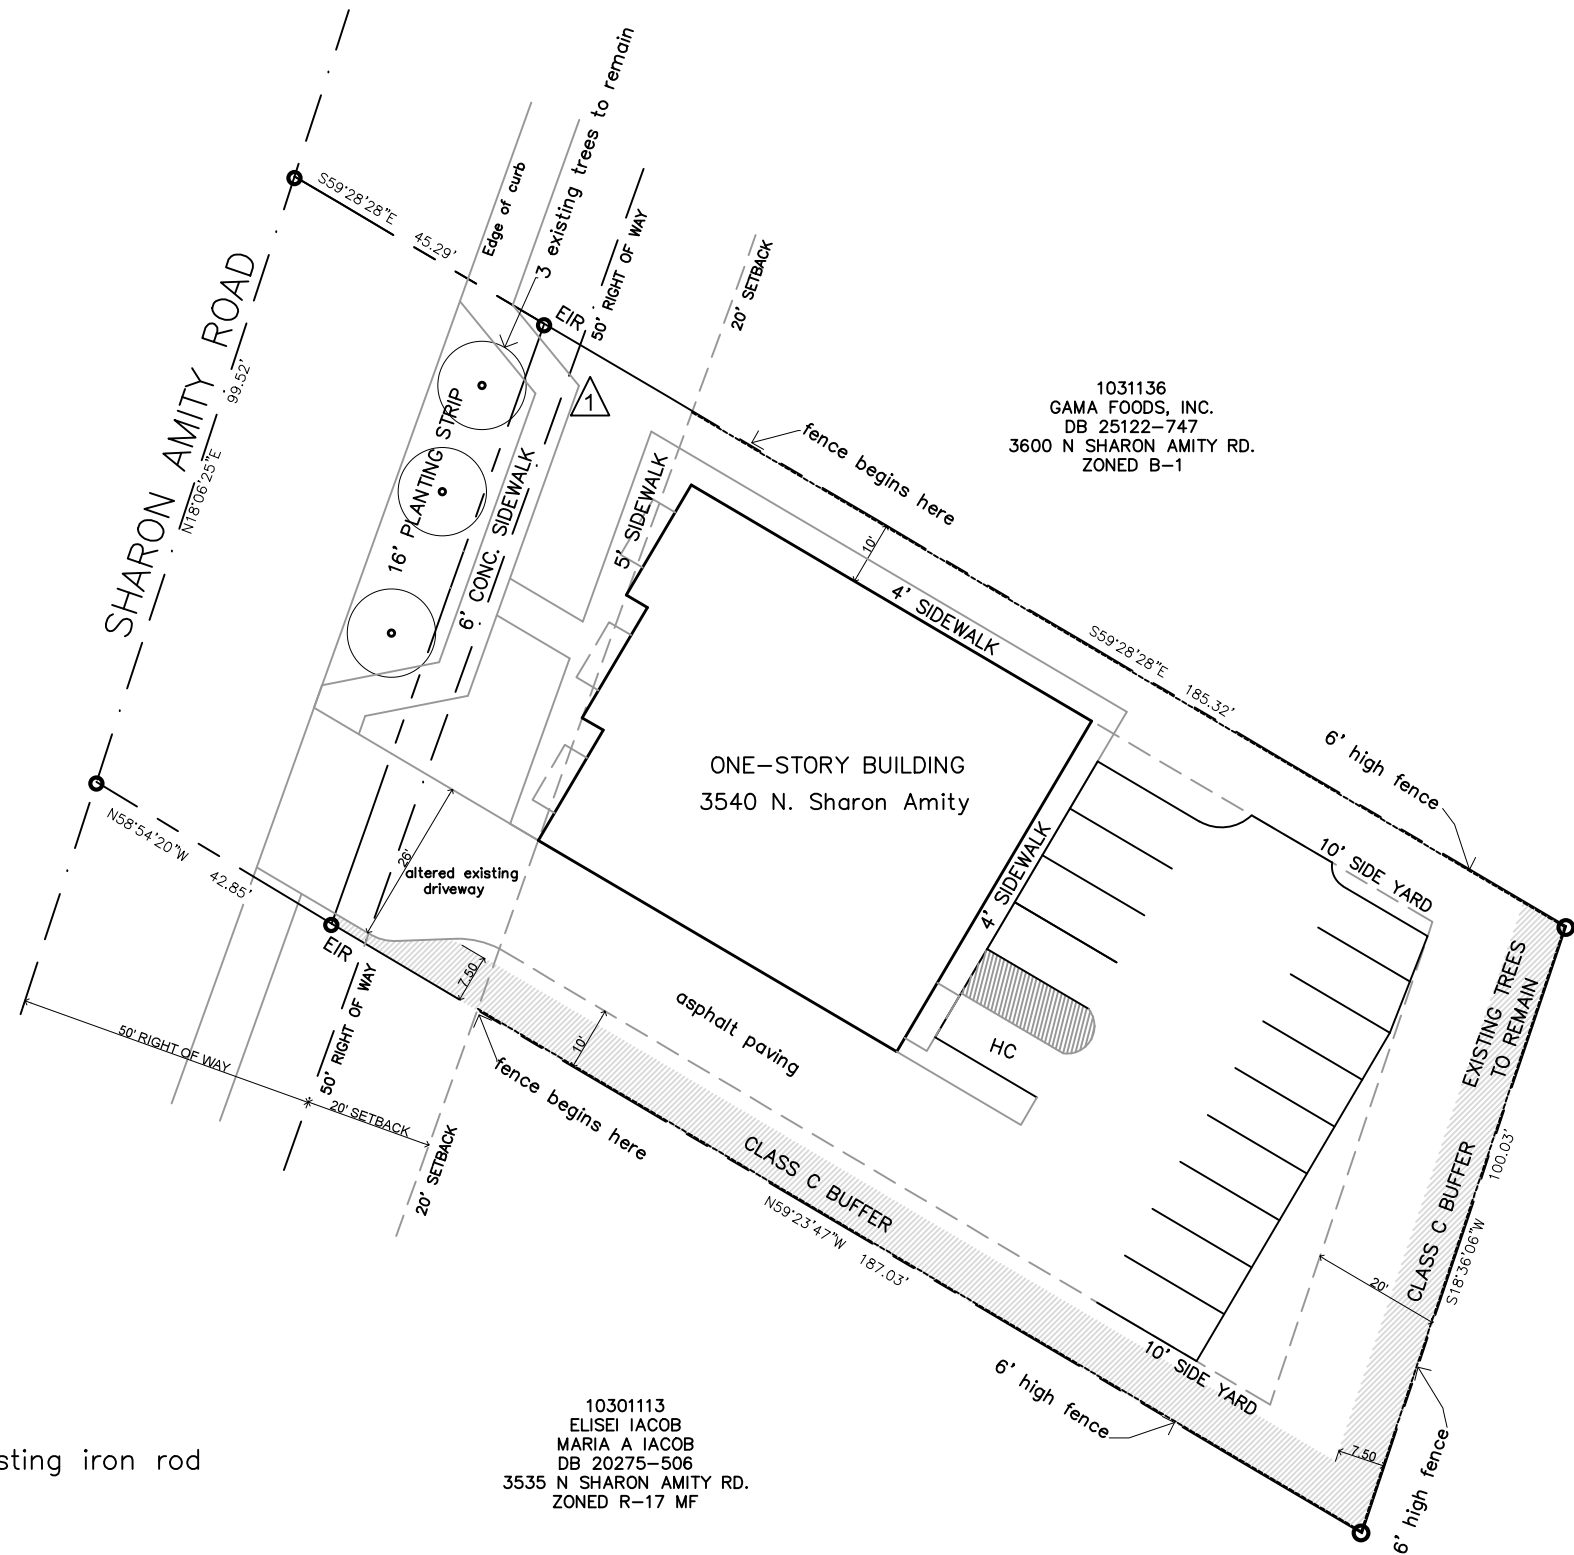 3 existing trees to remain
Edge of curb
S59°28'28"E 45.29'
EIR
50' RIGHT OF WAY
20' SETBACK
SHARON AMITY ROAD
N18°06'25"E 99.52'
16' PLANTING STRIP
6' CONC. SIDEWALK
1
5' SIDEWALK
fence begins here
10'
1031136
GAMA FOODS, INC.
DB 25122-747
3600 N SHARON AMITY RD.
ZONED B-1
4' SIDEWALK
S59°28'28"E 185.32'
6' high fence
ONE-STORY BUILDING
3540 N. Sharon Amity
4' SIDEWALK
10' SIDE YARD
N58°54'20"W 42.85'
26'
altered existing
driveway
EIR
7.50
10'
asphalt paving
HC
EXISTING TREES
TO REMAIN
50' RIGHT OF WAY
50' RIGHT OF WAY
20' SETBACK
20' SETBACK
fence begins here
CLASS C BUFFER
N59°23'47"W 187.03'
CLASS C BUFFER
100.03'
S18°36'06"W
20'
10' SIDE YARD
6' high fence
7.50
6' high fence
10301113
ELISEI IACOB
MARIA A IACOB
DB 20275-506
3535 N SHARON AMITY RD.
ZONED R-17 MF
sting iron rod